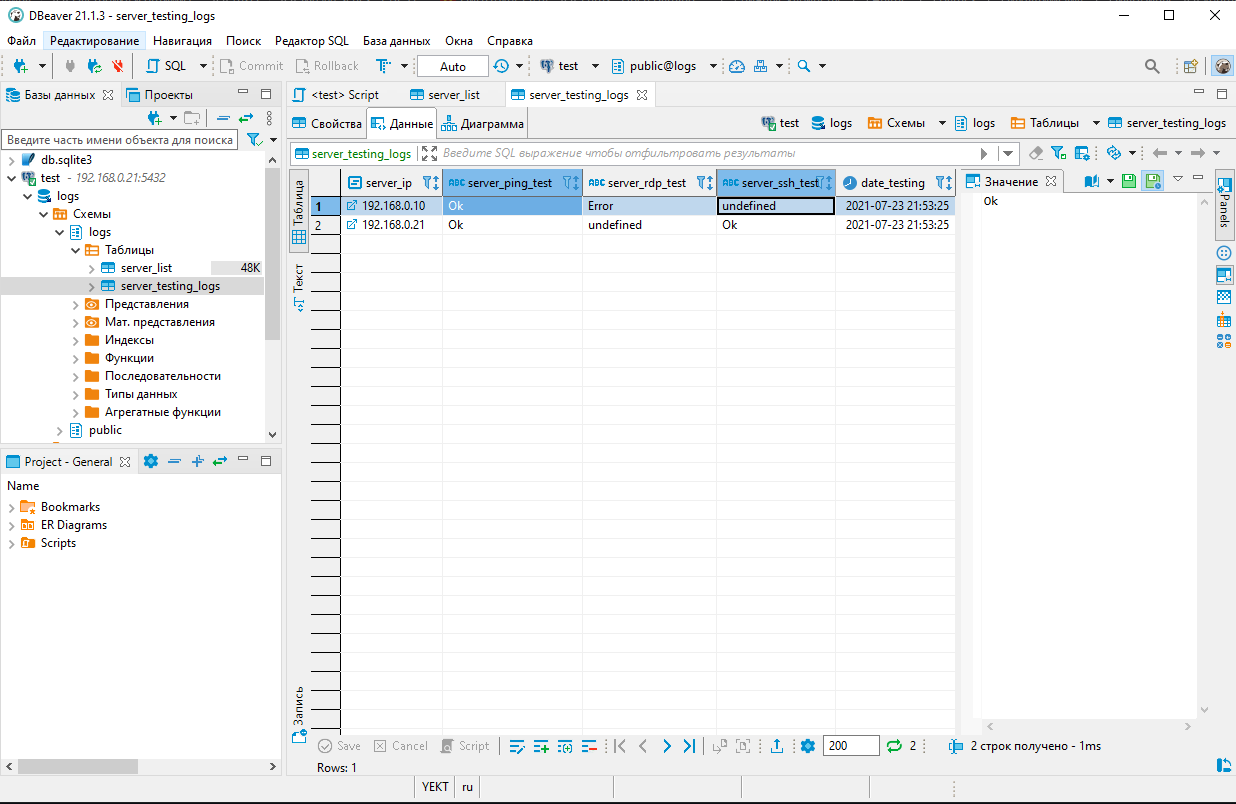 DBeaver 21.1.3 - server_testing_logs
Файл Редактирование Навигация Поиск Редактор SQL База данных Окна Справка
SQL Commit Rollback Auto test public@logs
Базы данных Проекты
Введите часть имени объекта для поиска
db.sqlite3
test - 192.168.0.21:5432
logs
Схемы
logs
Таблицы
server_list 48K
server_testing_logs
Представления
Мат. представления
Индексы
Функции
Последовательности
Типы данных
Агрегатные функции
public
Project - General
Name
Bookmarks
ER Diagrams
Scripts
<test> Script server_list server_testing_logs
Свойства Данные Диаграмма test logs Схемы logs Таблицы server_testing_logs
server_testing_logs Введите SQL выражение чтобы отфильтровать результаты
Таблица
Текст
Запись
server_ip ABC server_ping_test ABC server_rdp_test ABC server_ssh_test date_testing
1 192.168.0.10 Ok Error undefined 2021-07-23 21:53:25
2 192.168.0.21 Ok undefined Ok 2021-07-23 21:53:25
Значение
Ok
Panels
Save Cancel Script 200 2 2 строк получено - 1ms
Rows: 1
YEKT ru